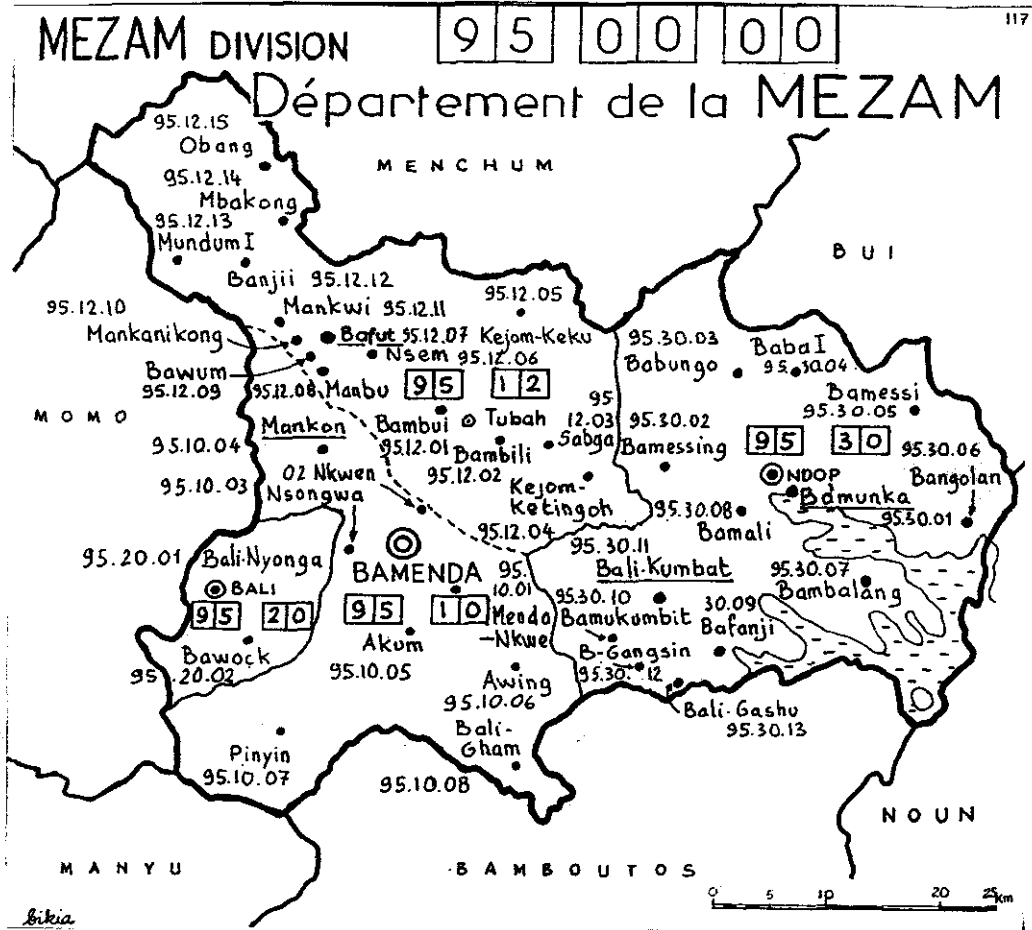 117
MEZAM DIVISION 95 00 00
Département de la MEZAM
95.12.15
Obang
MENCHUM
95.12.14
Mbakong
95.12.13
Mundum I
BUI
Banjii 95.12.12
95.12.10
Mankwi 95.12.11
95.12.05
Mankanikong
Bafut 95.12.07 Kejom-Keku
95.30.03
Baba I
Nsem 95.12.06
Babungo
95.30.04
Bawum
95.12.09
95.12.08 Manbu
95 12
95
Bamessi
95.30.05
MOMO
Mankon
Bambui
Tubah
12.03
95.30.02
95 30
95.10.04
95.12.01
Bambili
Sabga
Bamessing
95.30.06
95.10.03
02 Nkwen
95.12.02
NDOP
Bangolan
Nsongwa
Kejom-
Ketingoh
95.30.08
Bamunka
95.30.01
95.12.04
Bamali
95.20.01
Bali-Nyonga
95.30.11
BALI
BAMENDA
95.
Bali-Kumbat
95.30.07
Bambalang
95 20
95 10
10.01
95.30.10
30.09
Menda
-Nkwe
Bamukumbit
Bafanji
Bawock
Akum
B-Gangsin
95.20.02
95.10.05
Awing
95.30.12
95.10.06
Bali-Gashu
95.30.13
Pinyin
Bali-
Gham
95.10.07
95.10.08
NOUN
MANYU
BAMBOUTOS
0 5 10 20 25 km
bikia